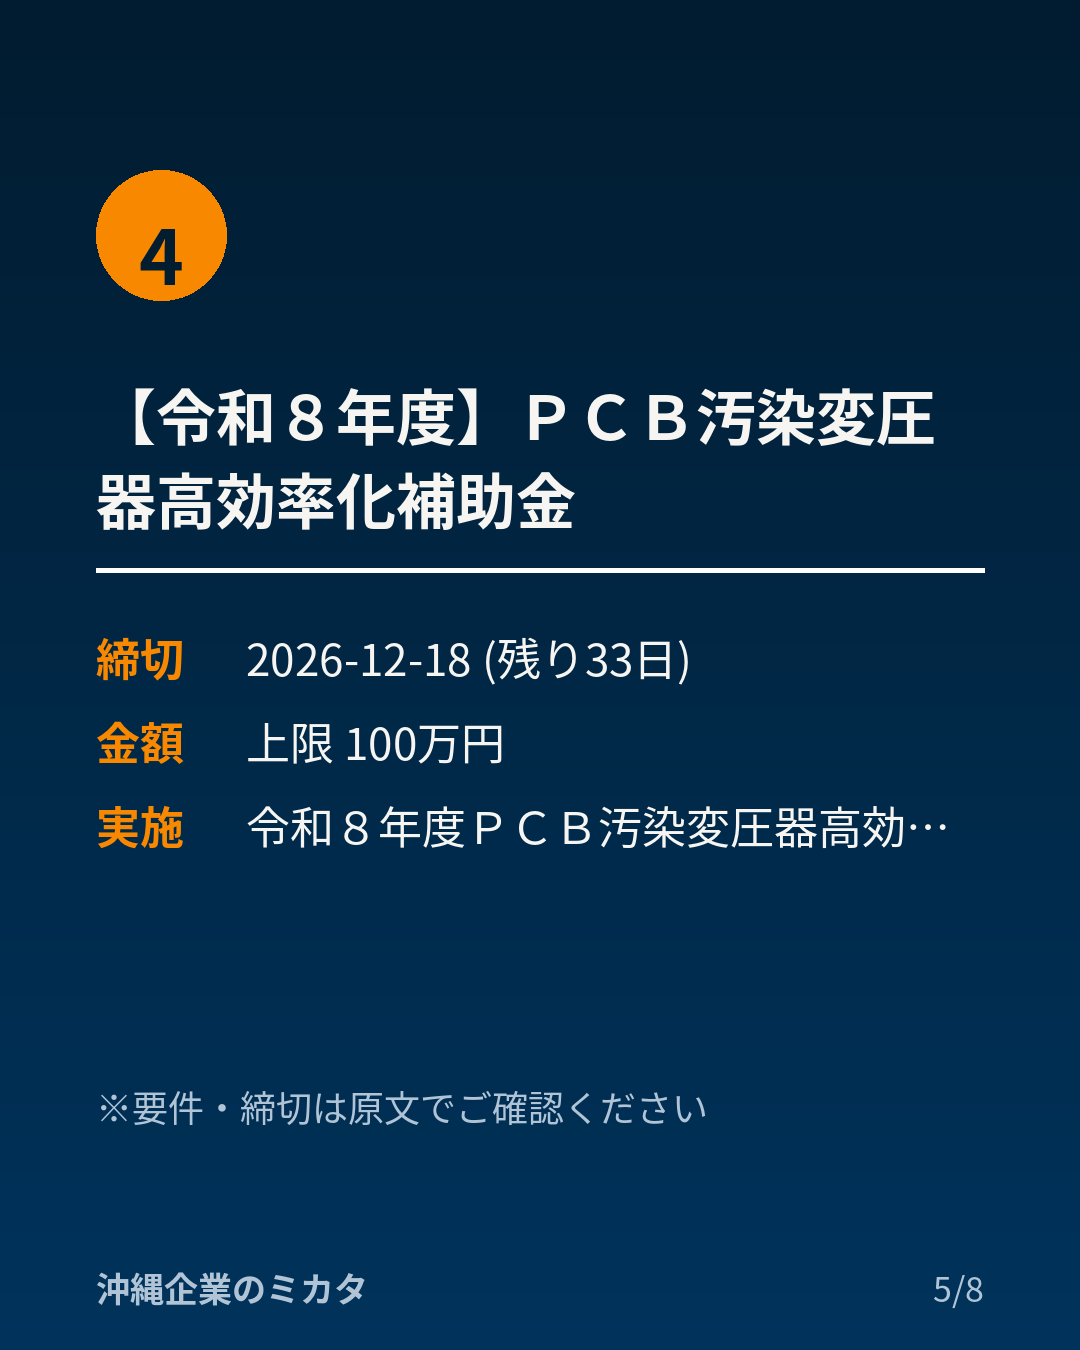 4
【令和８年度】ＰＣＢ汚染変圧
器高効率化補助金
締切 2026-12-18 (残り33日)
金額 上限 100万円
実施 令和８年度ＰＣＢ汚染変圧器高効…
※要件・締切は原文でご確認ください
沖縄企業のミカタ 5/8